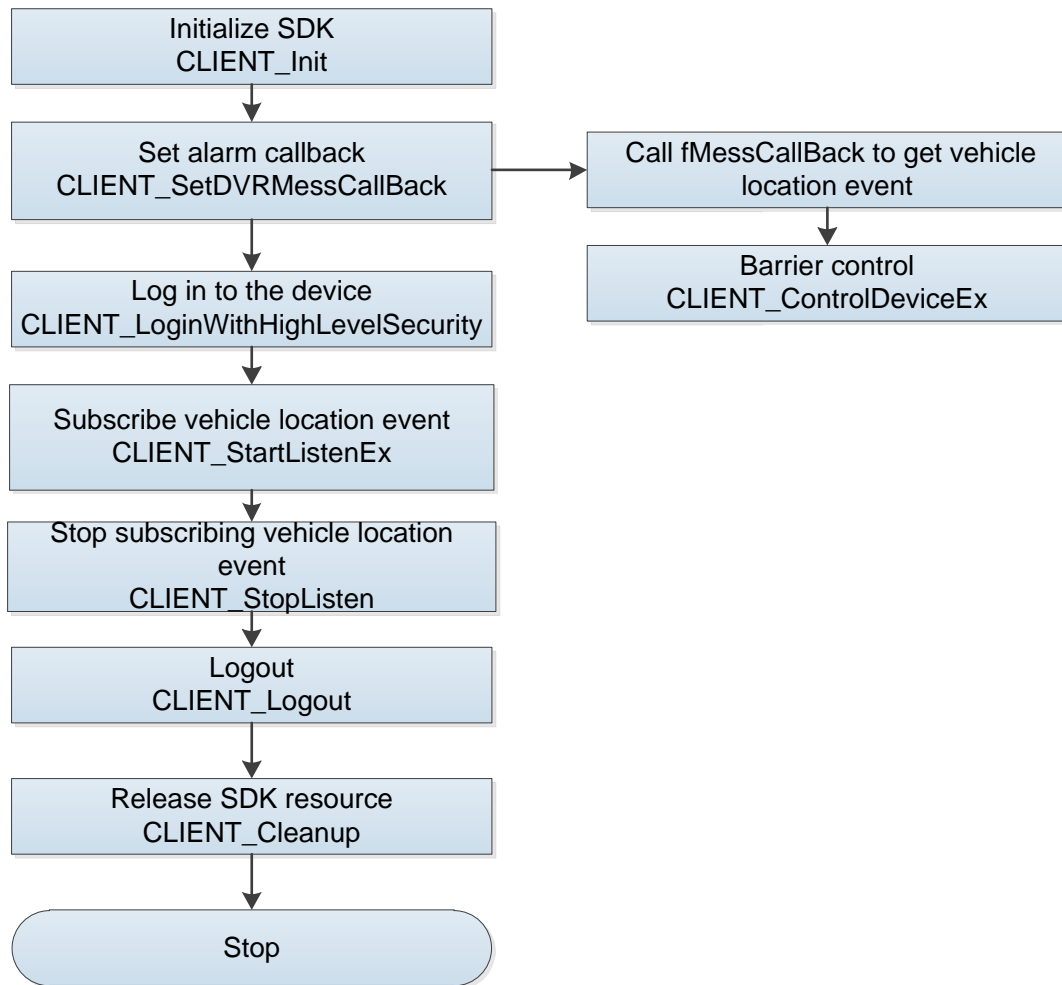 Initialize SDK
CLIENT_Init
Set alarm callback
CLIENT_SetDVRMessCallBack
Call fMessCallBack to get vehicle
location event
Barrier control
CLIENT_ControlDeviceEx
Log in to the device
CLIENT_LoginWithHighLevelSecurity
Subscribe vehicle location event
CLIENT_StartListenEx
Stop subscribing vehicle location
event
CLIENT_StopListen
Logout
CLIENT_Logout
Release SDK resource
CLIENT_Cleanup
Stop